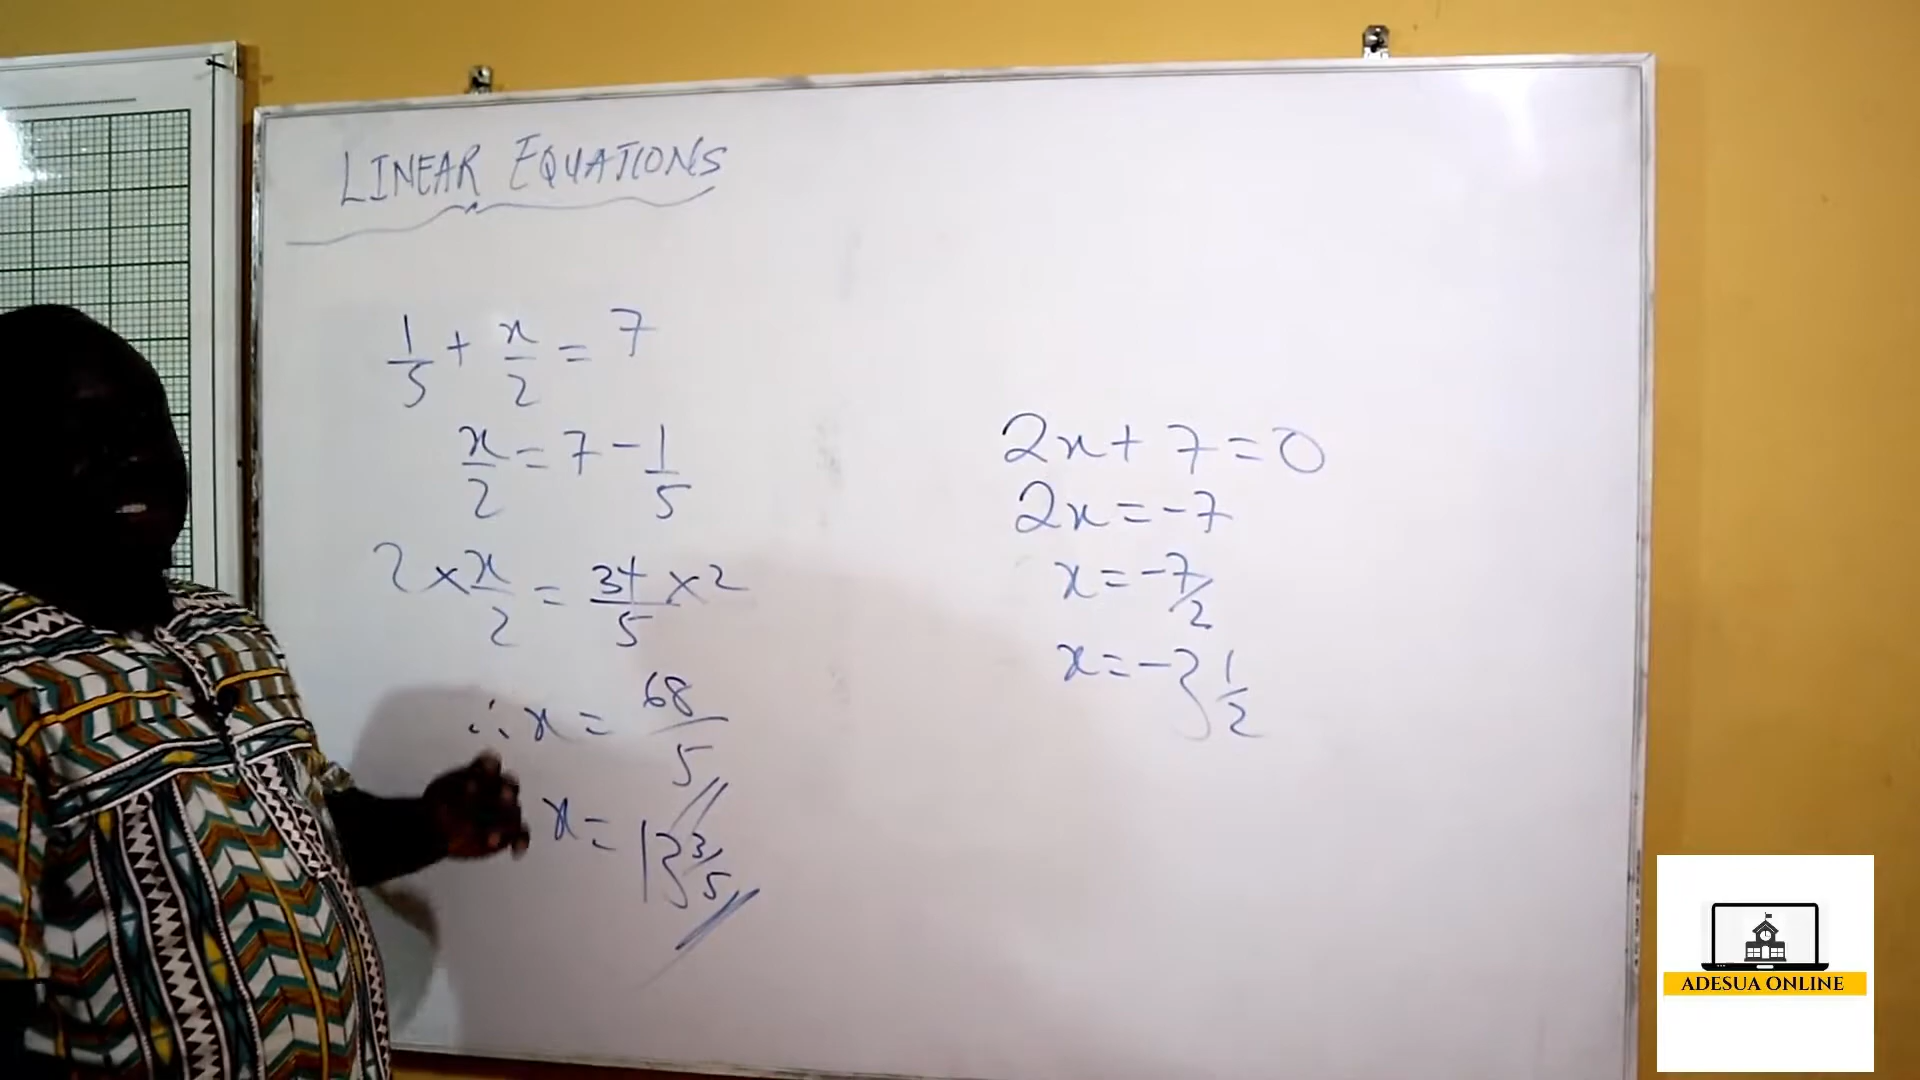 LINEAR EQUATIONS
1/5 + x/2 = 7
x/2 = 7 - 1/5
2 × x/2 = 34/5 × 2
∴ x = 68/5
x = 13 3/5
2x + 7 = 0
2x = -7
x = -7/2
x = -3 1/2
ADESUA ONLINE